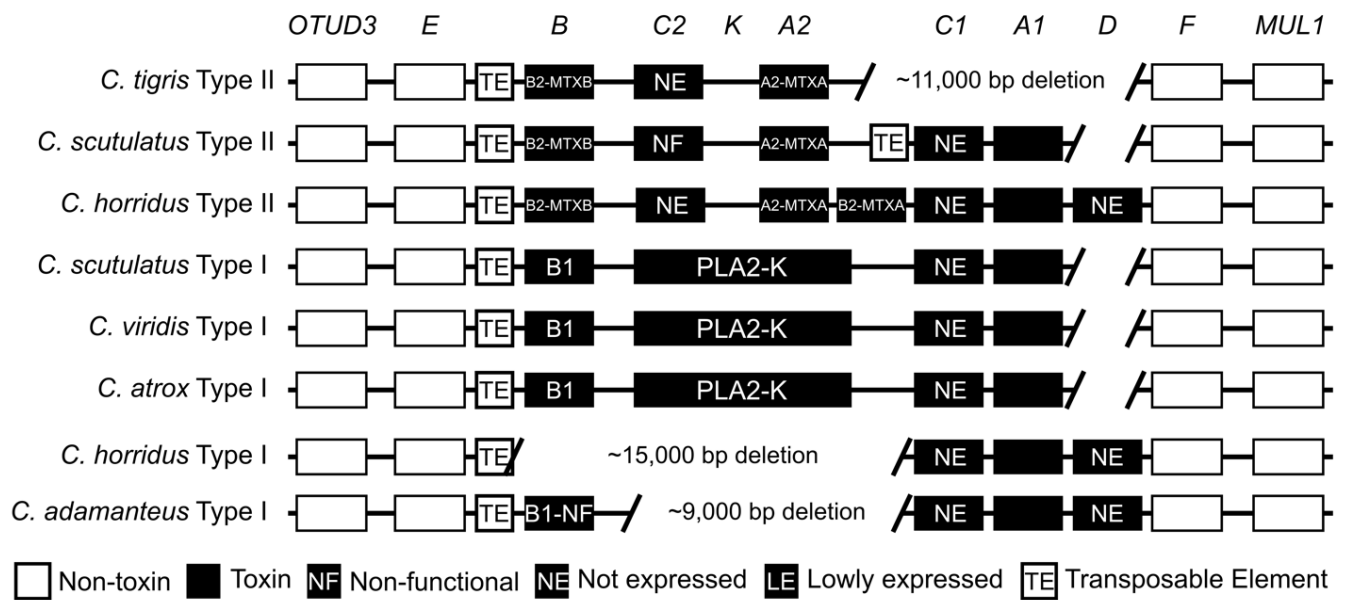 OTUD3 E B C2 K A2 C1 A1 D F MUL1
C. tigris Type II TE B2-MTXB NE A2-MTXA ~11,000 bp deletion
C. scutulatus Type II TE B2-MTXB NF A2-MTXA TE NE
C. horridus Type II TE B2-MTXB NE A2-MTXA B2-MTXA NE NE
C. scutulatus Type I TE B1 PLA2-K NE
C. viridis Type I TE B1 PLA2-K NE
C. atrox Type I TE B1 PLA2-K NE
C. horridus Type I TE ~15,000 bp deletion NE NE
C. adamanteus Type I TE B1-NF ~9,000 bp deletion NE NE
Non-toxin Toxin NF Non-functional NE Not expressed LE Lowly expressed TE Transposable Element